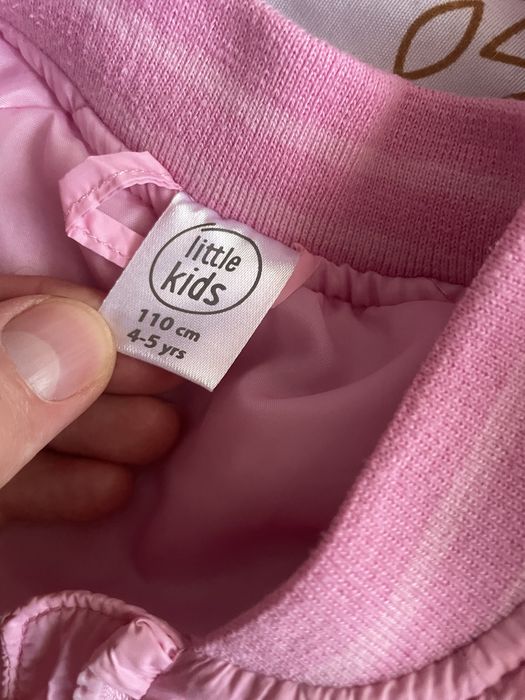 little
kids
110 cm
4-5 yrs